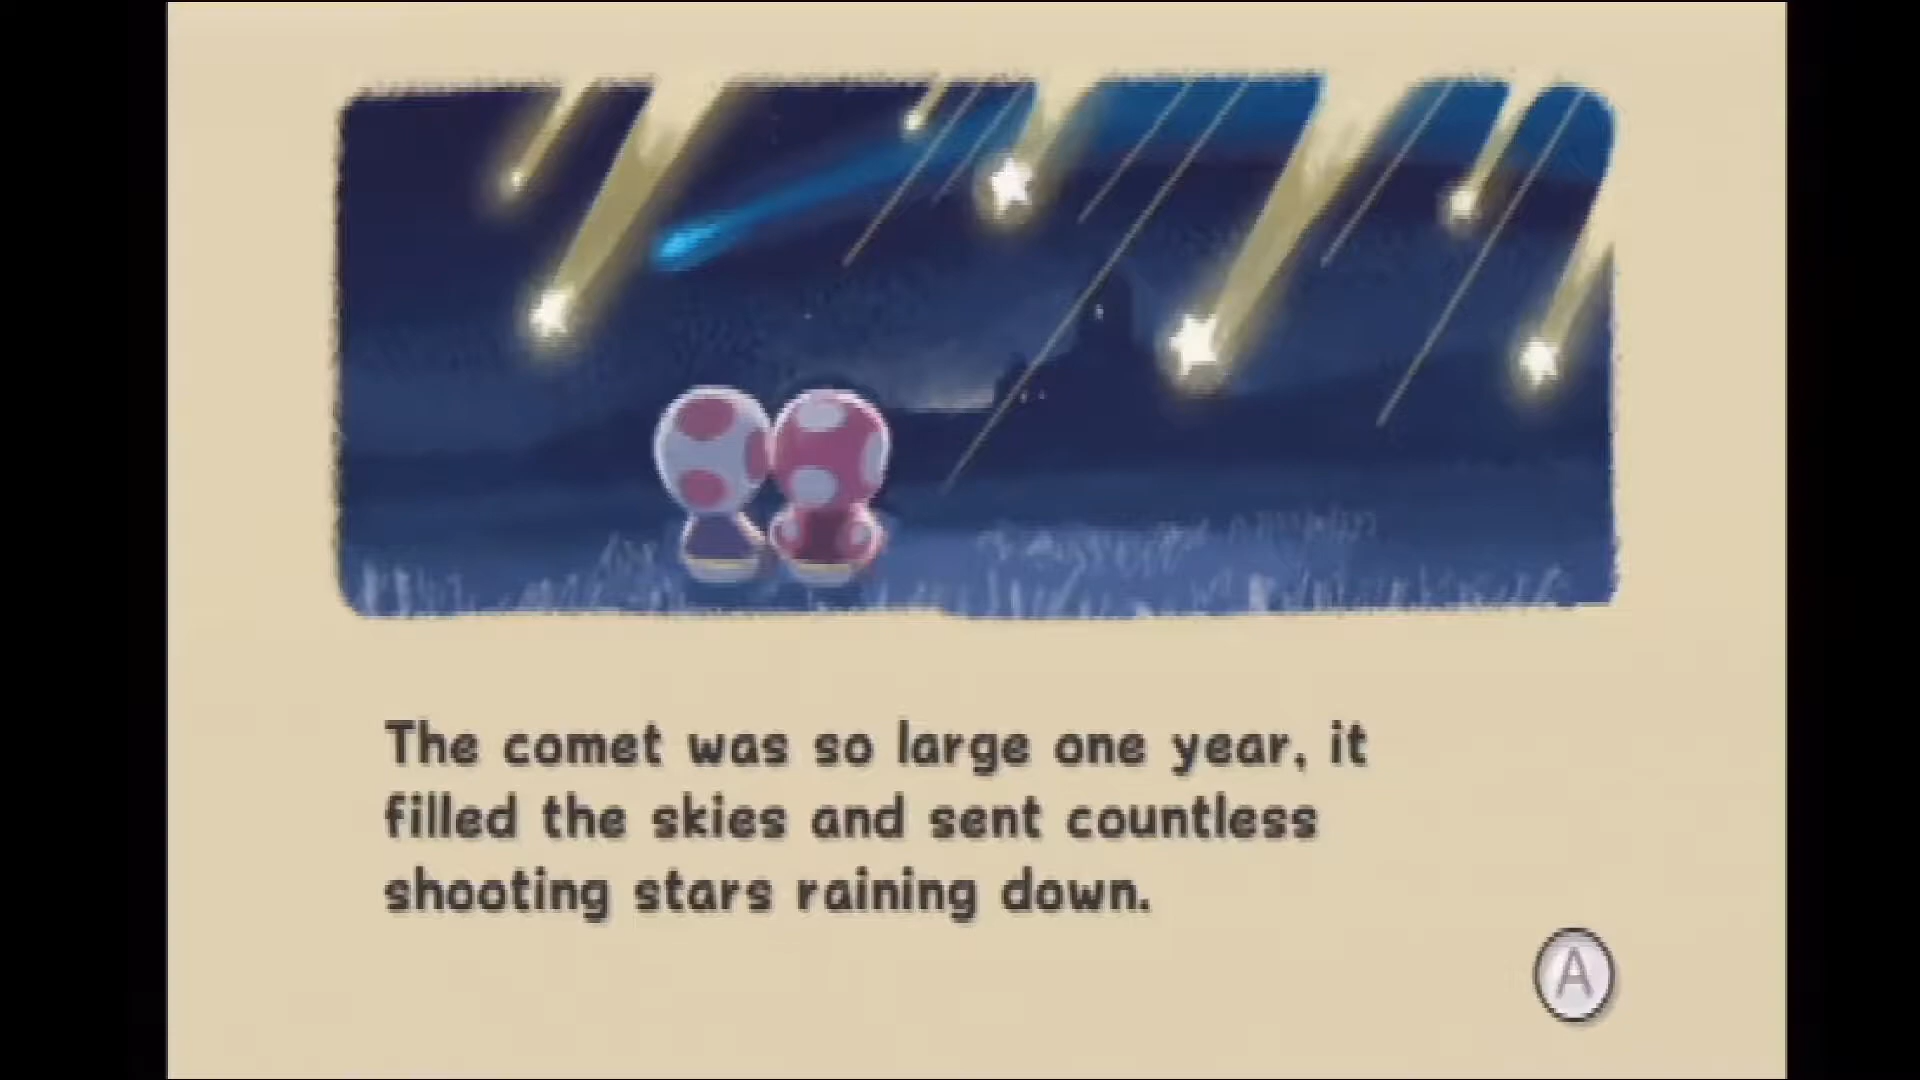 The comet was so large one year, it
filled the skies and sent countless
shooting stars raining down.
A